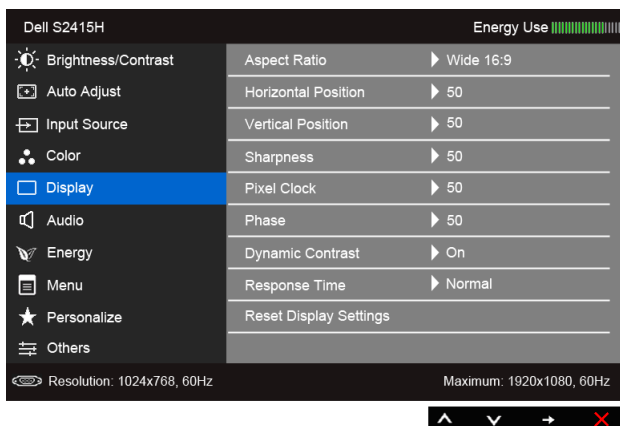 Dell S2415H Energy Use
Brightness/Contrast Aspect Ratio Wide 16:9
Auto Adjust Horizontal Position 50
Input Source Vertical Position 50
Color Sharpness 50
Display Pixel Clock 50
Audio Phase 50
Energy Dynamic Contrast On
Menu Response Time Normal
Personalize Reset Display Settings
Others
Resolution: 1024x768, 60Hz Maximum: 1920x1080, 60Hz